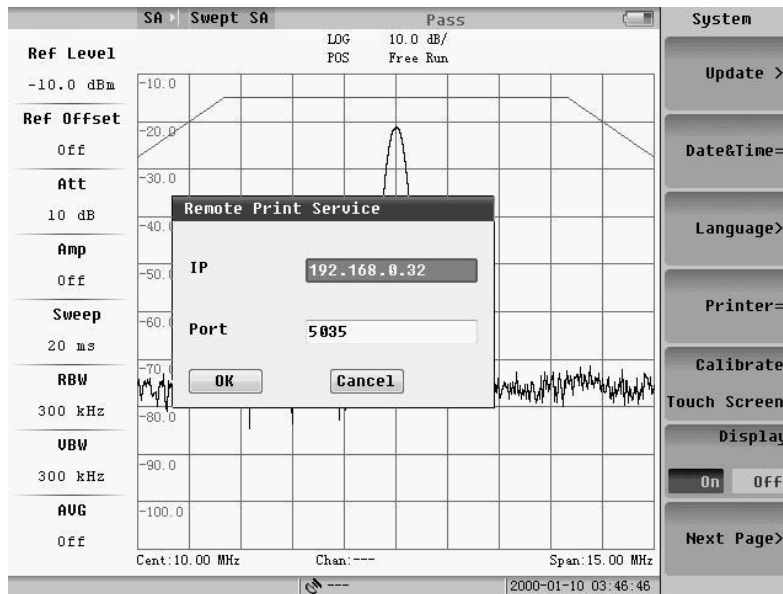 SA Swept SA Pass System
LOG 10.0 dB/
POS Free Run
Ref Level
-10.0 dBm
Ref Offset
Off
Att
10 dB
Amp
Off
Sweep
20 ms
RBW
300 kHz
VBW
300 kHz
AVG
Off
-10.0
-20.0
-30.0
-40.
-50.
-60.
-70
-80.0
-90.0
-100.0
Remote Print Service
IP 192.168.0.32
Port 5035
OK Cancel
Cent:10.00 MHz Chan:--- Span:15.00 MHz
--- 2000-01-10 03:46:46
Update >
Date&Time=
Language>
Printer=
Calibrate
Touch Screen
Display
On Off
Next Page>